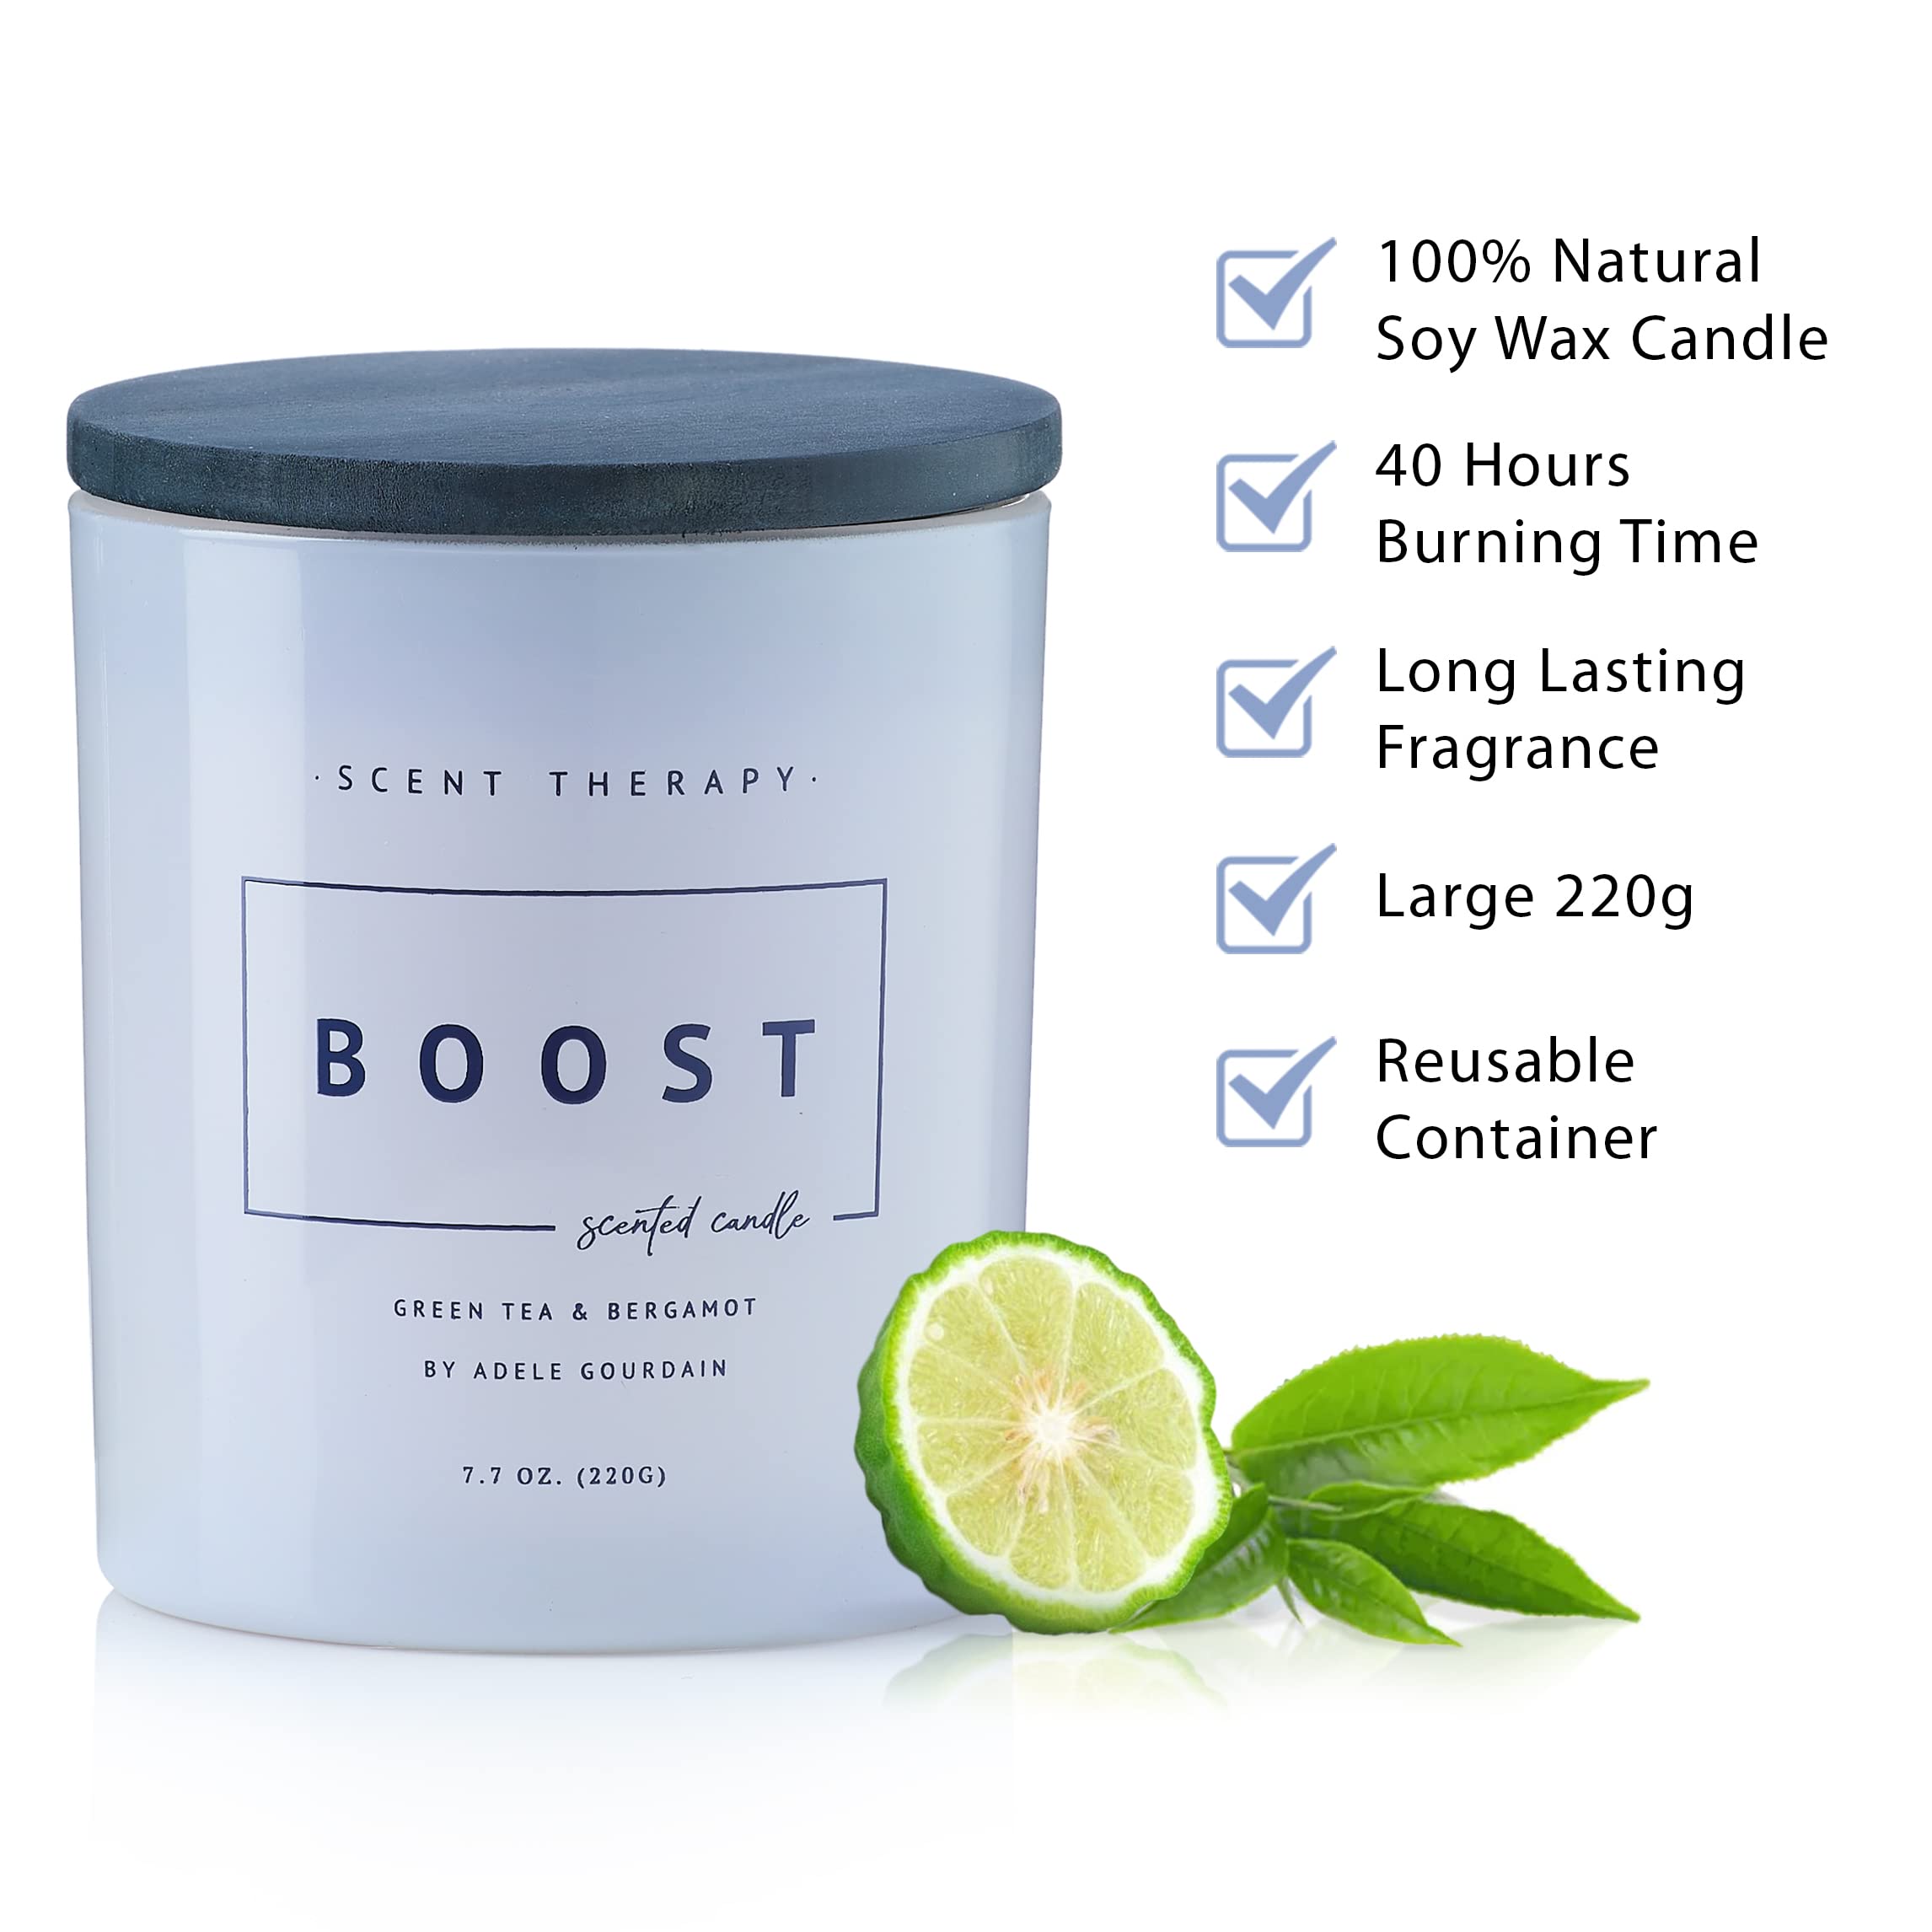 ·SCENT THERAPY·
BOOST
scented candle
GREEN TEA & BERGAMOT
BY ADELE GOURDAIN
7.7 OZ. (220G)
100% Natural
Soy Wax Candle
40 Hours
Burning Time
Long Lasting
Fragrance
Large 220g
Reusable
Container